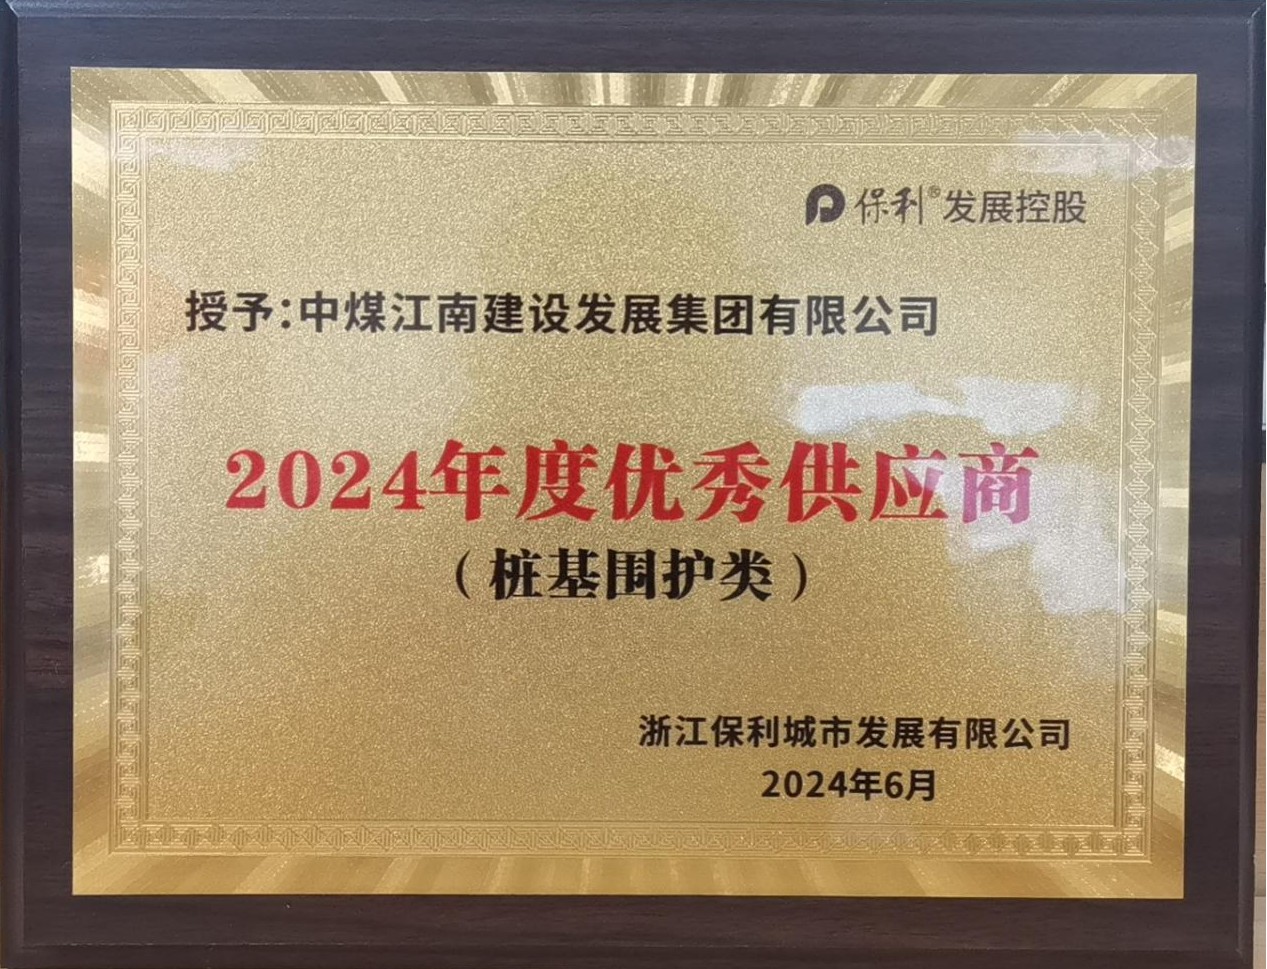 保利®发展控股
授予:中煤江南建设发展集团有限公司
2024年度优秀供应商
(桩基围护类)
浙江保利城市发展有限公司
2024年6月